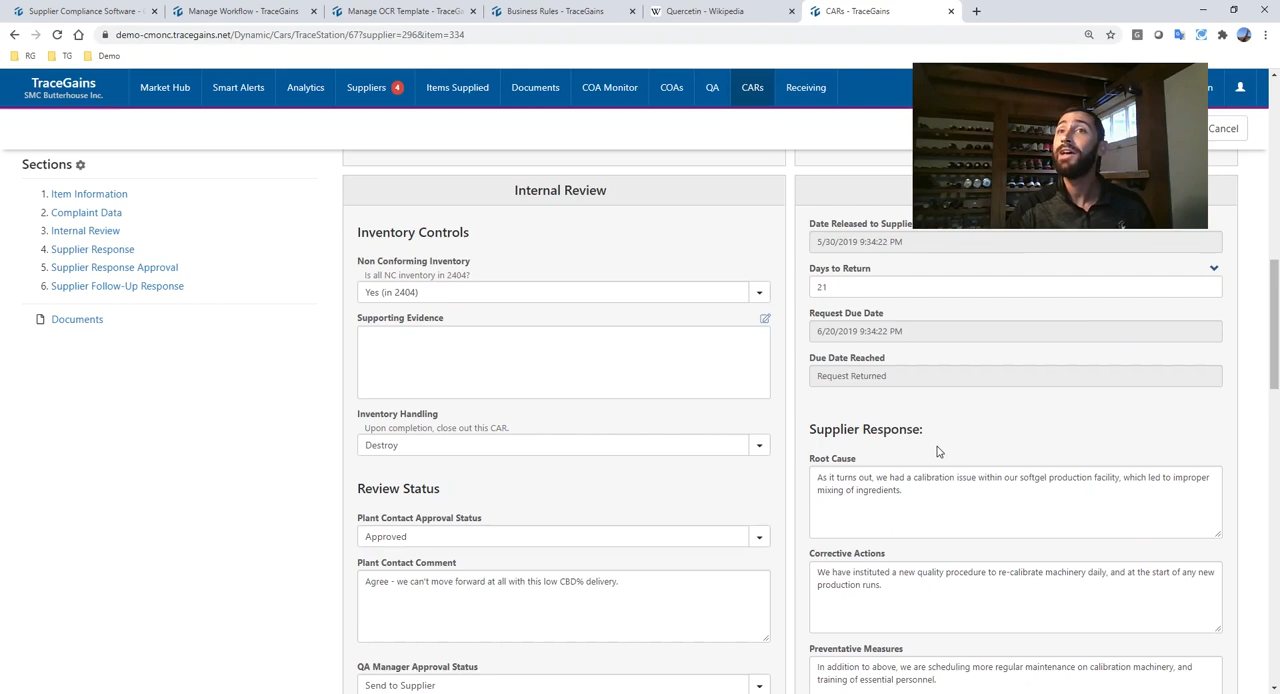 Supplier Compliance Software -
Manage Workflow - TraceGains
Manage OCR Template - TraceGa
Business Rules - TraceGains
W Quercetin - Wikipedia
CARs - TraceGains
demo-cmonc.tracegains.net/Dynamic/Cars/TraceStation/67?supplier=296&item=334
RG TG Demo
TraceGains
SMC Butterhouse Inc.
Market Hub Smart Alerts Analytics Suppliers 4 Items Supplied Documents COA Monitor COAs QA CARs Receiving
Cancel
Sections
1. Item Information
2. Complaint Data
3. Internal Review
4. Supplier Response
5. Supplier Response Approval
6. Supplier Follow-Up Response
Documents
Internal Review
Inventory Controls
Non Conforming Inventory
Is all NC inventory in 2404?
Yes (in 2404)
Supporting Evidence
Inventory Handling
Upon completion, close out this CAR.
Destroy
Review Status
Plant Contact Approval Status
Approved
Plant Contact Comment
Agree - we can't move forward at all with this low CBD% delivery.
QA Manager Approval Status
Send to Supplier
Date Released to Supplie
5/30/2019 9:34:22 PM
Days to Return
21
Request Due Date
6/20/2019 9:34:22 PM
Due Date Reached
Request Returned
Supplier Response:
Root Cause
As it turns out, we had a calibration issue within our softgel production facility, which led to improper
mixing of ingredients.
Corrective Actions
We have instituted a new quality procedure to re-calibrate machinery daily, and at the start of any new
production runs.
Preventative Measures
In addition to above, we are scheduling more regular maintenance on calibration machinery, and
training of essential personnel.